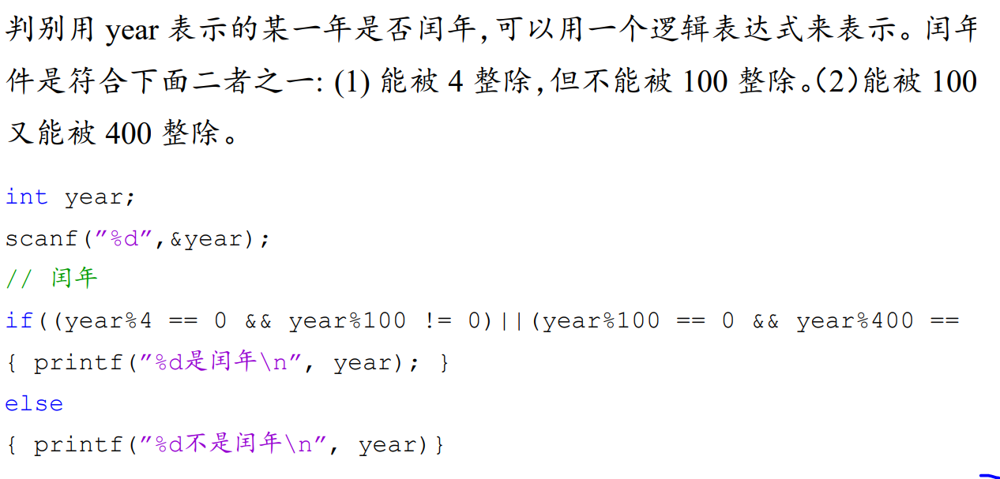 判别用 year 表示的某一年是否闰年,可以用一个逻辑表达式来表示。闰年
件是符合下面二者之一: (1) 能被 4 整除,但不能被 100 整除。(2)能被 100
又能被 400 整除。
int year;
scanf("%d",&year);
// 闰年
if((year%4 == 0 && year%100 != 0)||(year%100 == 0 && year%400 ==
{ printf("%d是闰年\n", year); }
else
{ printf("%d不是闰年\n", year)}